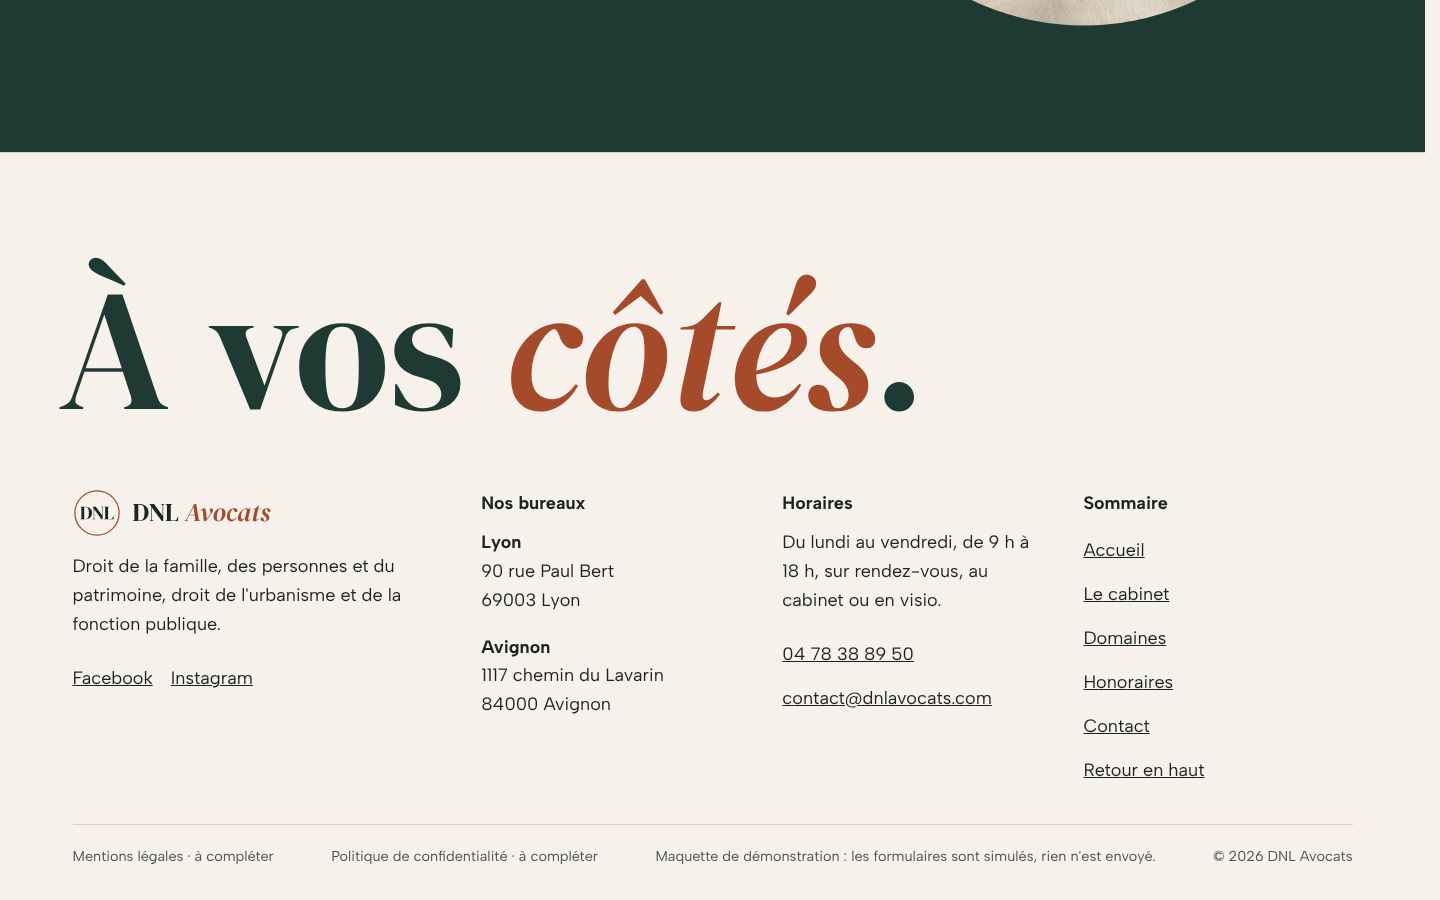 À vos côtés.
DNL DNL Avocats
Droit de la famille, des personnes et du
patrimoine, droit de l'urbanisme et de la
fonction publique.
Facebook Instagram
Nos bureaux
Lyon
90 rue Paul Bert
69003 Lyon
Avignon
1117 chemin du Lavarin
84000 Avignon
Horaires
Du lundi au vendredi, de 9 h à
18 h, sur rendez-vous, au
cabinet ou en visio.
04 78 38 89 50
contact@dnlavocats.com
Sommaire
Accueil
Le cabinet
Domaines
Honoraires
Contact
Retour en haut
Mentions légales · à compléter Politique de confidentialité · à compléter Maquette de démonstration : les formulaires sont simulés, rien n'est envoyé. © 2026 DNL Avocats